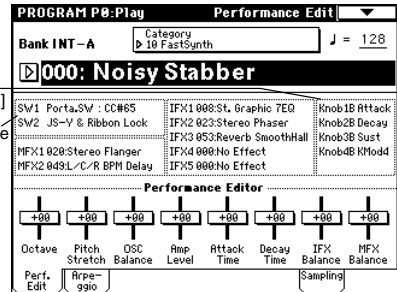 PROGRAM P0:Play Performance Edit
Bank INT-A
Category
10 FastSynth
♩ = 128
000: Noisy Stabber
]
e
SW1 Porta.SW : CC#65
SW2 JS-Y & Ribbon Lock
MFX1 020:Stereo Flanger
MFX2 049:L/C/R BPM Delay
IFX1 008:St. Graphic 7EQ
IFX2 023:Stereo Phaser
IFX3 053:Reverb SmoothHall
IFX4 000:No Effect
IFX5 000:No Effect
Knob1B Attack
Knob2B Decay
Knob3B Sust
Knob4B KMod4
Performance Editor
+00 +00 +00 +00 +00 +00 +00 +00
Octave Pitch Stretch OSC Balance Amp Level Attack Time Decay Time IFX Balance MFX Balance
Perf. Edit Arpe-ggio Sampling